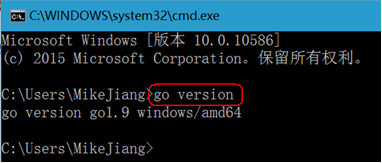 C:\WINDOWS\system32\cmd.exe
Microsoft Windows [版本 10.0.10586]
(c) 2015 Microsoft Corporation。保留所有权利。
C:\Users\MikeJiang>go version
go version go1.9 windows/amd64
C:\Users\MikeJiang>